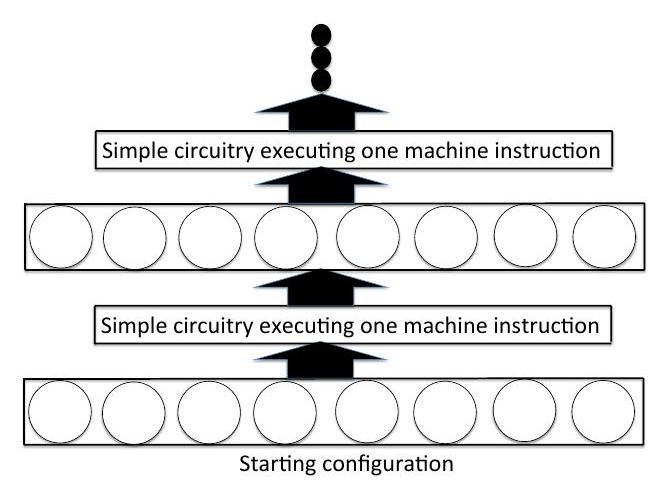 Simple circuitry executing one machine instruction
Simple circuitry executing one machine instruction
Starting configuration